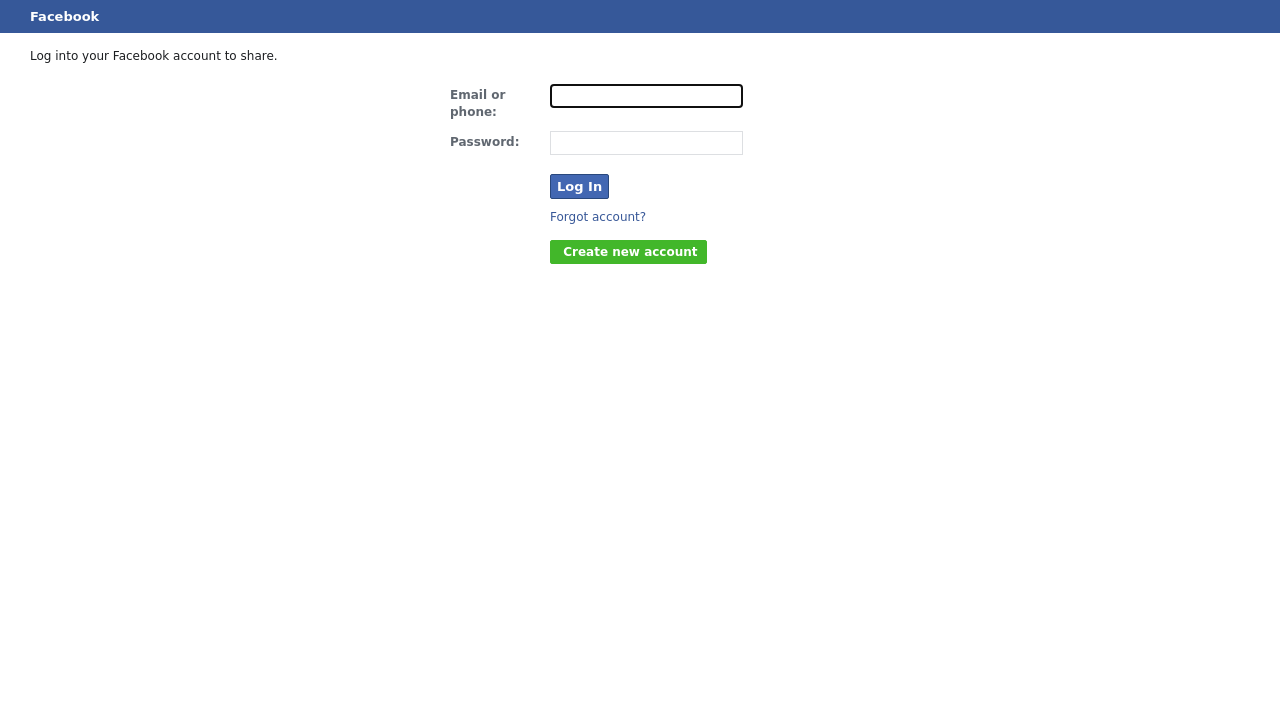 Facebook
Log into your Facebook account to share.
Email or
phone:
Password:
Log In
Forgot account?
Create new account